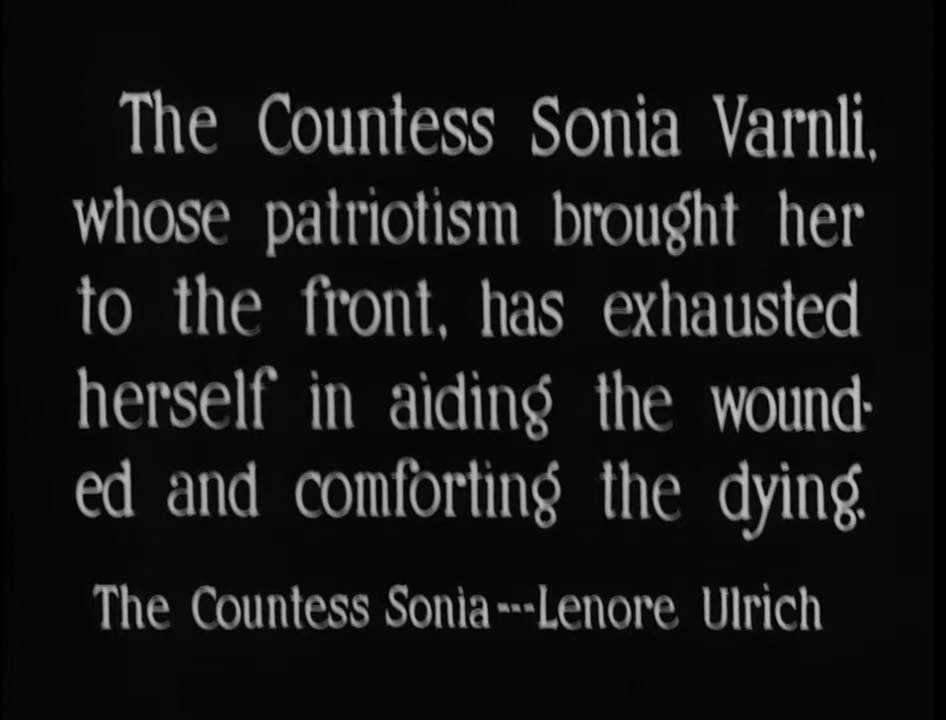 The Countess Sonia Varnli,
whose patriotism brought her
to the front, has exhausted
herself in aiding the wound-
ed and comforting the dying.
The Countess Sonia---Lenore Ulrich